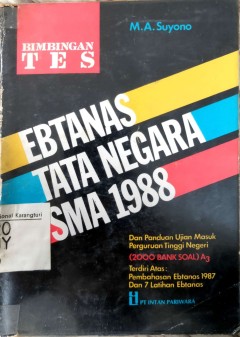 M.A. Suyono
BIMBINGAN
TES
EBTANAS
TATA NEGARA
SMA 1988
Dan Panduan Ujian Masuk
Perguruan Tinggi Negeri
(2000 BANK SOAL) A3
Terdiri Atas:
Pembahasan Ebtanas 1987
Dan 7 Latihan Ebtanas
PT INTAN PARIWARA
Karangturi